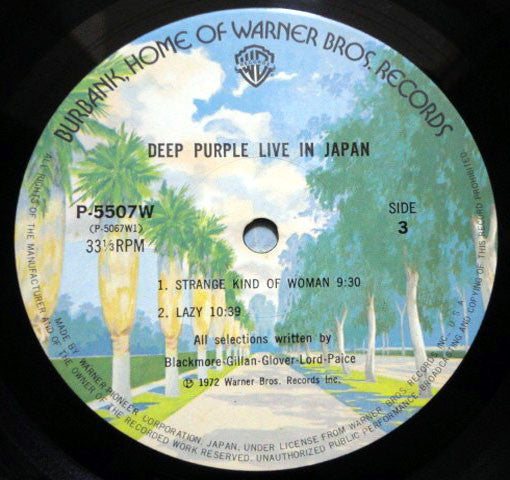 BURBANK, HOME OF WARNER BROS. RECORDS
DEEP PURPLE LIVE IN JAPAN
P-5507W
(P-5067W1)
33⅓RPM
SIDE
3
1. STRANGE KIND OF WOMAN 9:30
2. LAZY 10:39
All selections written by
Blackmore-Gillan-Glover-Lord-Paice
Ⓟ 1972 Warner Bros. Records Inc.
MADE BY WARNER-PIONEER CORPORATION, JAPAN, UNDER LICENSE FROM WARNER BROS. RECORDS INC., U.S.A.
ALL RIGHTS OF THE MANUFACTURER AND OF THE OWNER OF THE RECORDED WORK RESERVED. UNAUTHORIZED PUBLIC PERFORMANCE, BROADCASTING AND COPYING OF THIS RECORD PROHIBITED.